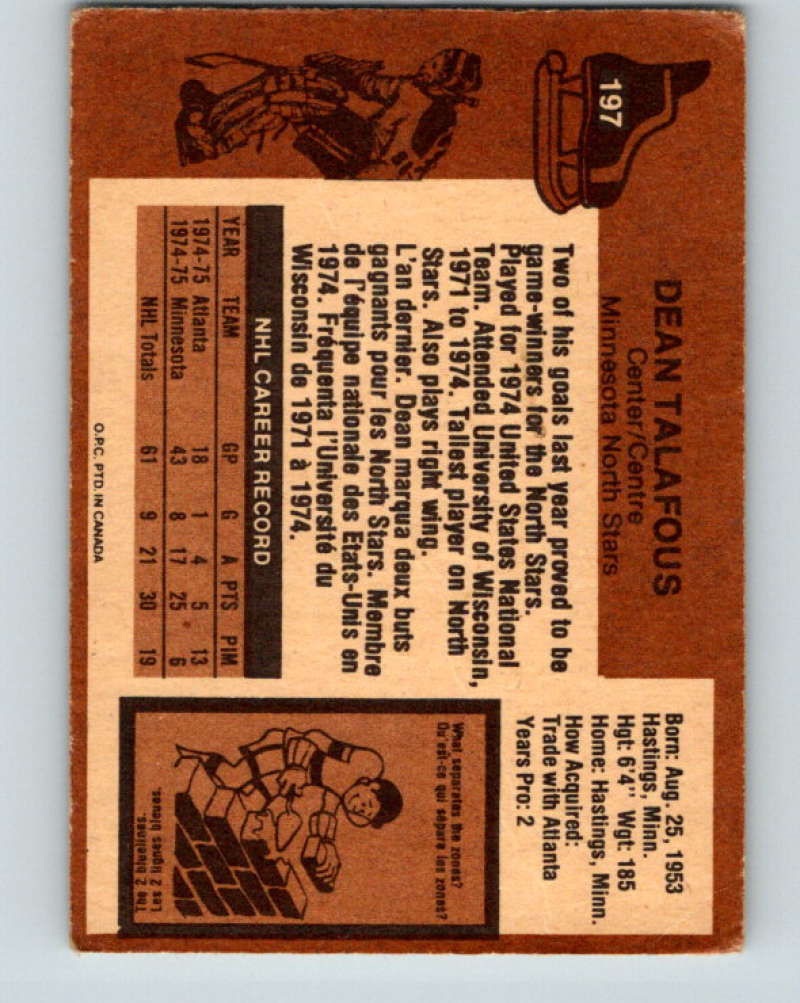 197
DEAN TALAFOUS
Center/Centre
Minnesota North Stars
Two of his goals last year proved to be
game-winners for the North Stars.
Played for 1974 United States National
Team. Attended University of Wisconsin,
1971 to 1974. Tallest player on North
Stars. Also plays right wing.
L'an dernier. Dean marqua deux buts
gagnants pour les North Stars. Membre
de l'équipe nationale des Etats-Unis en
1974. Fréquenta l'Université du
Wisconsin de 1971 à 1974.
NHL CAREER RECORD
YEAR TEAM GP G A PTS PIM
1974-75 Atlanta 18 1 4 5 13
1974-75 Minnesota 43 8 17 25 6
NHL Totals 61 9 21 30 19
O.P.C. PTD. IN CANADA
Born: Aug. 25, 1953
Hastings, Minn.
Hgt: 6'4" Wgt: 185
Home: Hastings, Minn.
How Acquired:
Trade with Atlanta
Years Pro: 2
What separates the zones?
Qu'est-ce qui sépare les zones?
The 2 bluelines.
Les 2 lignes bleues.